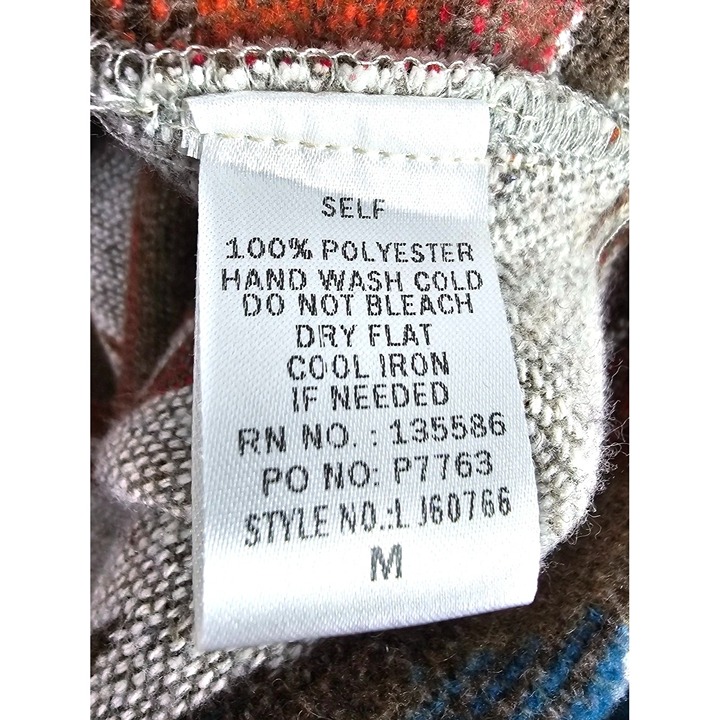 SELF
100% POLYESTER
HAND WASH COLD
DO NOT BLEACH
DRY FLAT
COOL IRON
IF NEEDED
RN NO. : 135586
PO NO: P7763
STYLE NO.:LJ60766
M